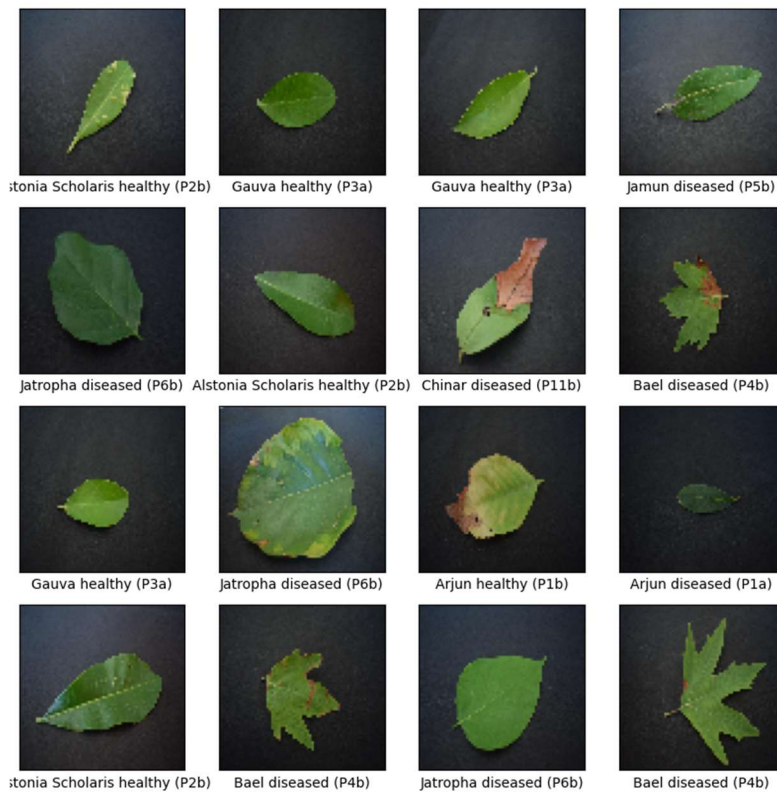 stonia Scholaris healthy (P2b)
Gauva healthy (P3a)
Gauva healthy (P3a)
Jamun diseased (P5b)
Jatropha diseased (P6b)
Alstonia Scholaris healthy (P2b)
Chinar diseased (P11b)
Bael diseased (P4b)
Gauva healthy (P3a)
Jatropha diseased (P6b)
Arjun healthy (P1b)
Arjun diseased (P1a)
stonia Scholaris healthy (P2b)
Bael diseased (P4b)
Jatropha diseased (P6b)
Bael diseased (P4b)